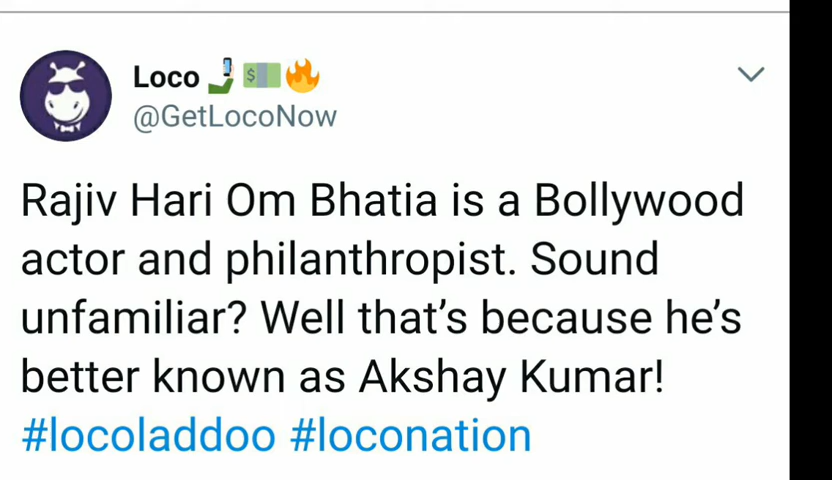 Loco 🤳💵🔥
@GetLocoNow
Rajiv Hari Om Bhatia is a Bollywood
actor and philanthropist. Sound
unfamiliar? Well that’s because he’s
better known as Akshay Kumar!
#locoladdoo #loconation